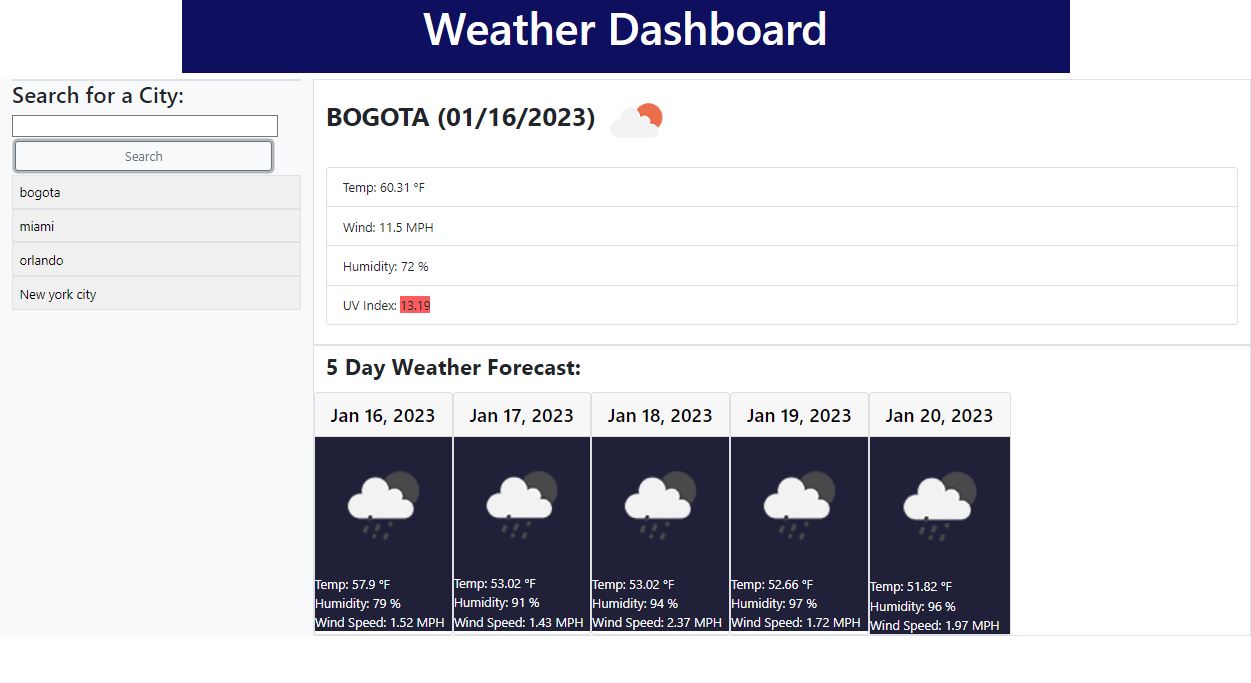 Weather Dashboard
Search for a City:
Search
bogota
miami
orlando
New york city
BOGOTA (01/16/2023)
Temp: 60.31 °F
Wind: 11.5 MPH
Humidity: 72 %
UV Index: 13.19
5 Day Weather Forecast:
Jan 16, 2023
Temp: 57.9 °F
Humidity: 79 %
Wind Speed: 1.52 MPH
Jan 17, 2023
Temp: 53.02 °F
Humidity: 91 %
Wind Speed: 1.43 MPH
Jan 18, 2023
Temp: 53.02 °F
Humidity: 94 %
Wind Speed: 2.37 MPH
Jan 19, 2023
Temp: 52.66 °F
Humidity: 97 %
Wind Speed: 1.72 MPH
Jan 20, 2023
Temp: 51.82 °F
Humidity: 96 %
Wind Speed: 1.97 MPH